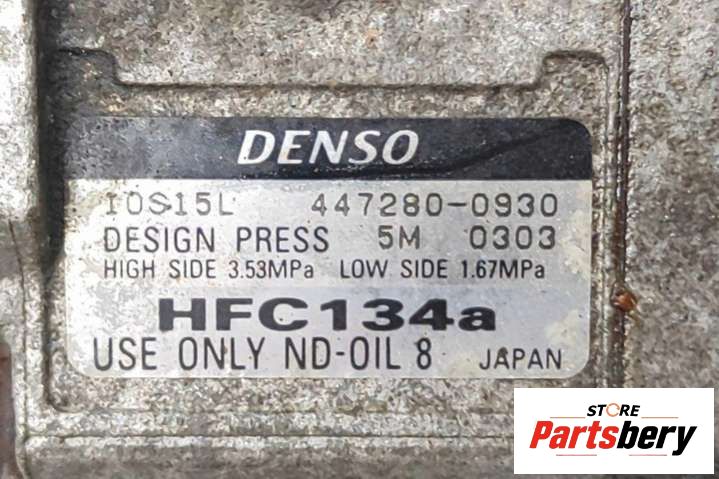 DENSO
10S15L 447280-0930
DESIGN PRESS 5M 0303
HIGH SIDE 3.53MPa LOW SIDE 1.67MPa
HFC134a
USE ONLY ND-OIL 8 JAPAN
STORE
Partsbery